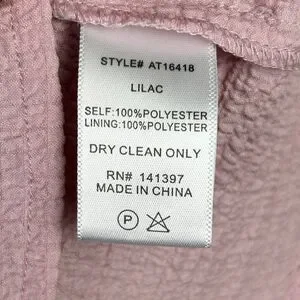 STYLE# AT16418
LILAC
SELF:100%POLYESTER
LINING:100%POLYESTER
DRY CLEAN ONLY
RN# 141397
MADE IN CHINA
P